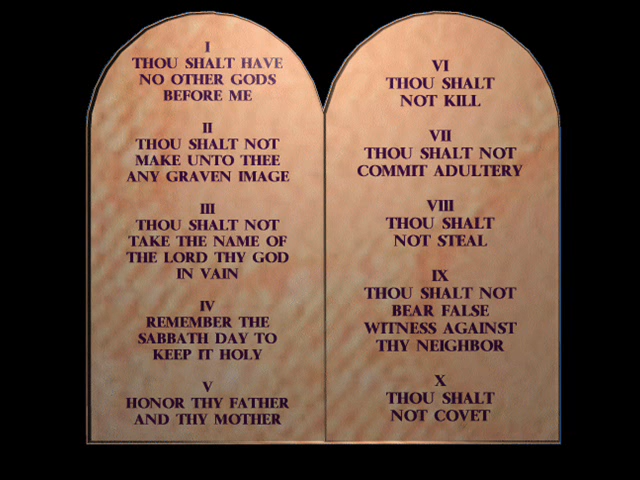 I
THOU SHALT HAVE
NO OTHER GODS
BEFORE ME
II
THOU SHALT NOT
MAKE UNTO THEE
ANY GRAVEN IMAGE
III
THOU SHALT NOT
TAKE THE NAME OF
THE LORD THY GOD
IN VAIN
IV
REMEMBER THE
SABBATH DAY TO
KEEP IT HOLY
V
HONOR THY FATHER
AND THY MOTHER
VI
THOU SHALT
NOT KILL
VII
THOU SHALT NOT
COMMIT ADULTERY
VIII
THOU SHALT
NOT STEAL
IX
THOU SHALT NOT
BEAR FALSE
WITNESS AGAINST
THY NEIGHBOR
X
THOU SHALT
NOT COVET